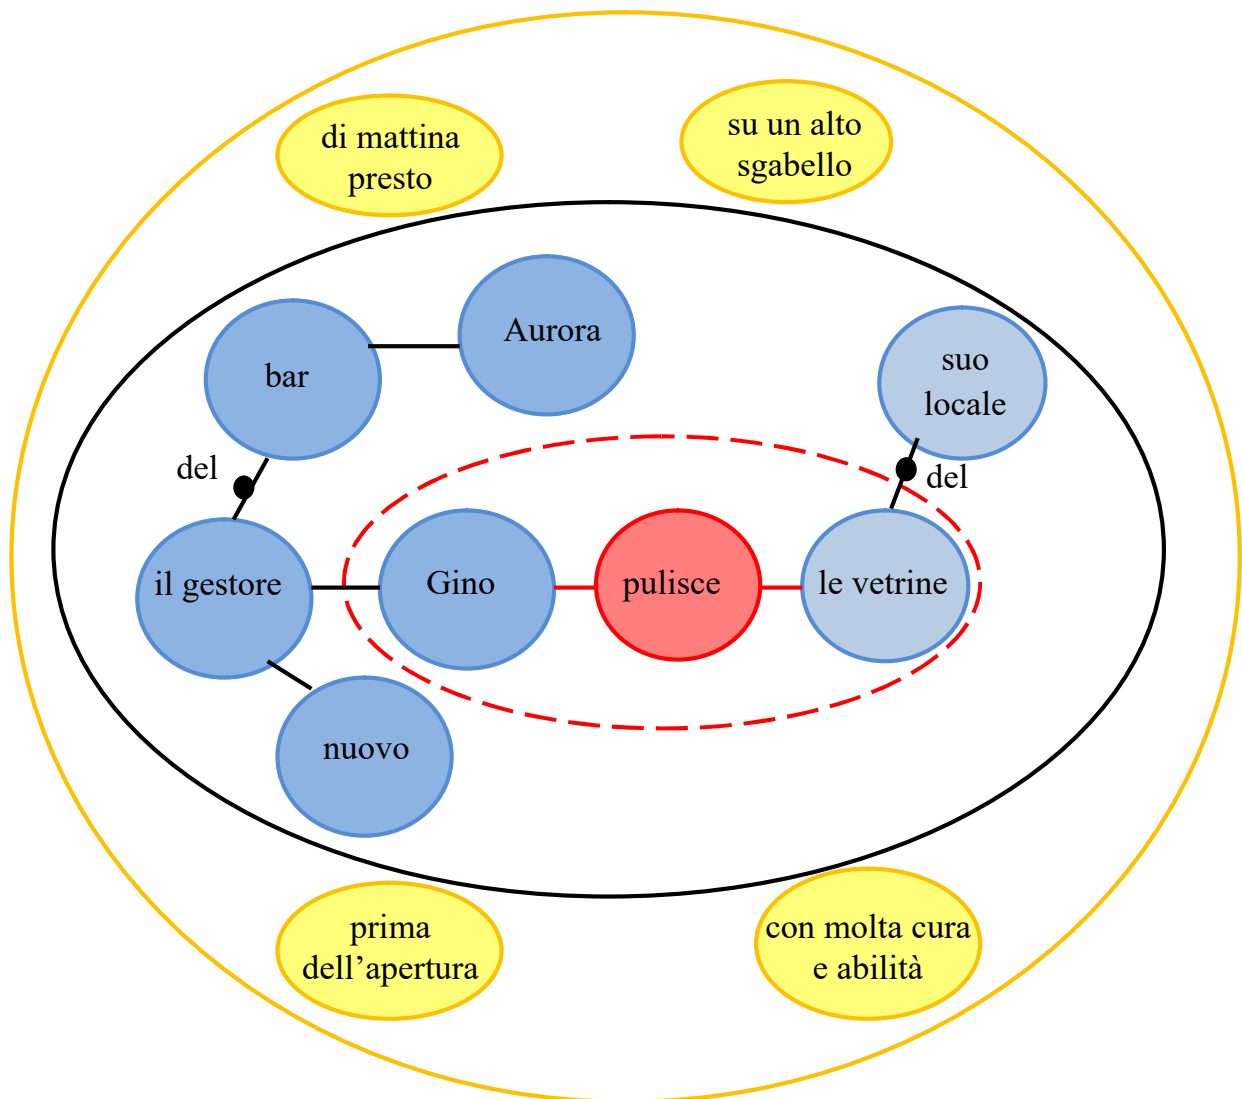 di mattina
presto
su un alto
sgabello
Aurora
bar
suo
locale
del
del
il gestore
Gino
pulisce
le vetrine
nuovo
prima
dell’apertura
con molta cura
e abilità